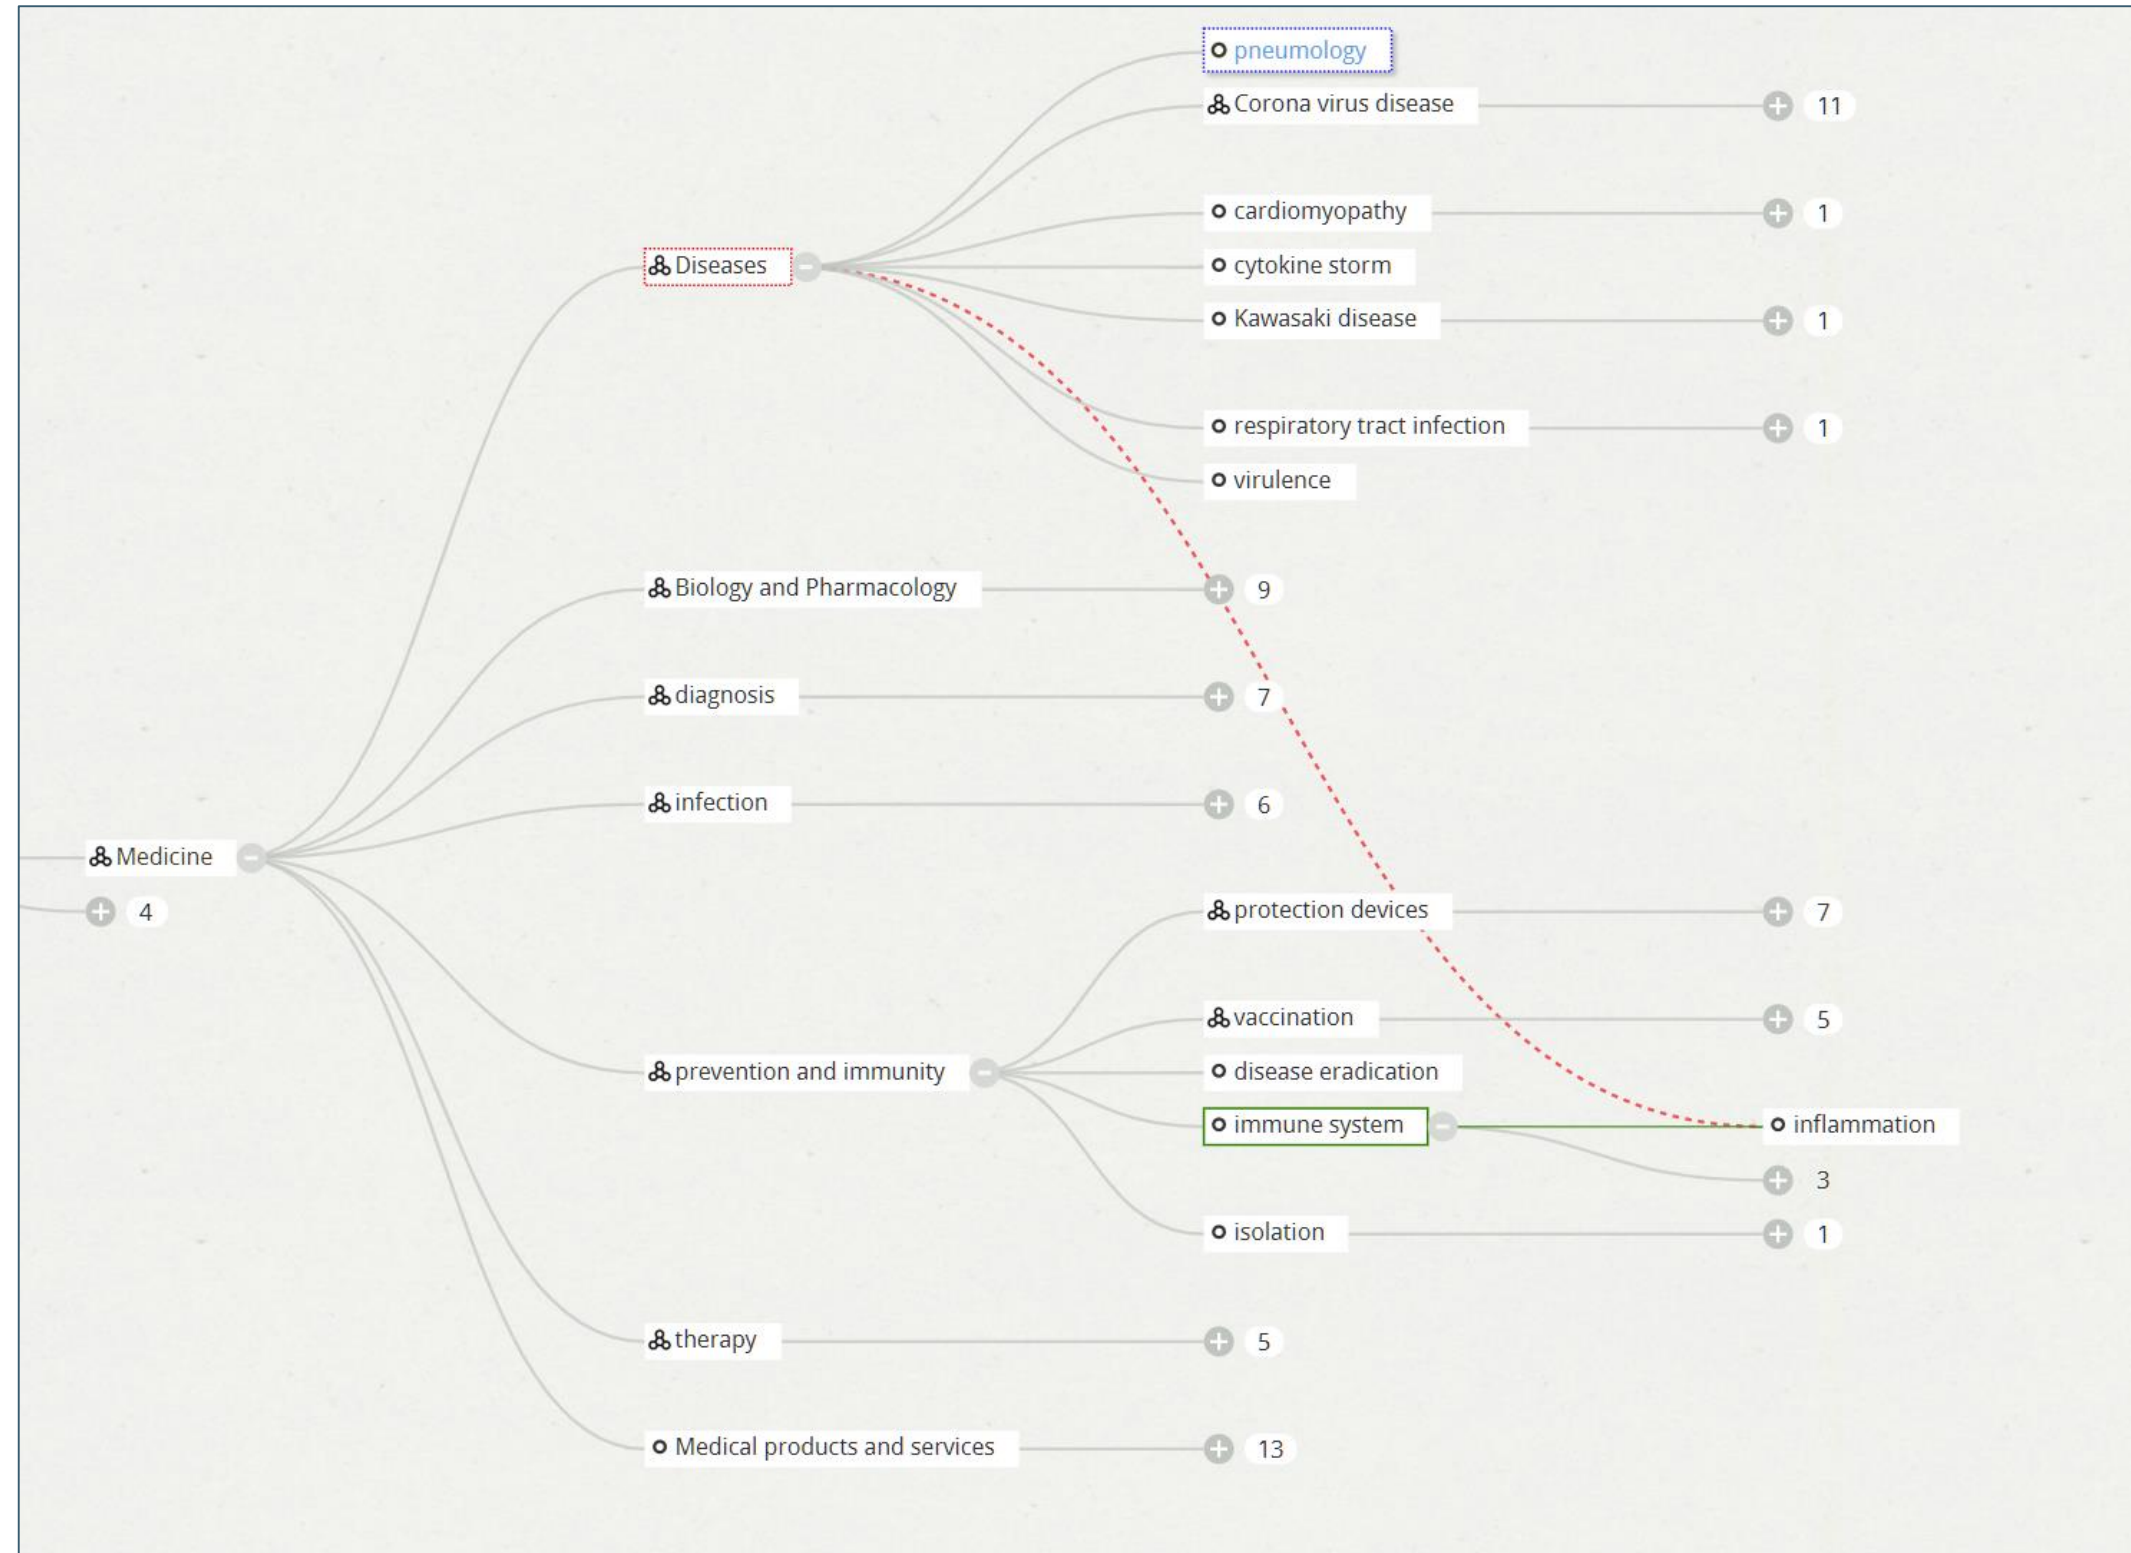 pneumology
Corona virus disease 11
cardiomyopathy 1
Diseases cytokine storm
Kawasaki disease 1
respiratory tract infection 1
virulence
Biology and Pharmacology 9
diagnosis 7
infection 6
Medicine
4
protection devices 7
vaccination 5
prevention and immunity disease eradication
immune system inflammation
3
isolation 1
therapy 5
Medical products and services 13